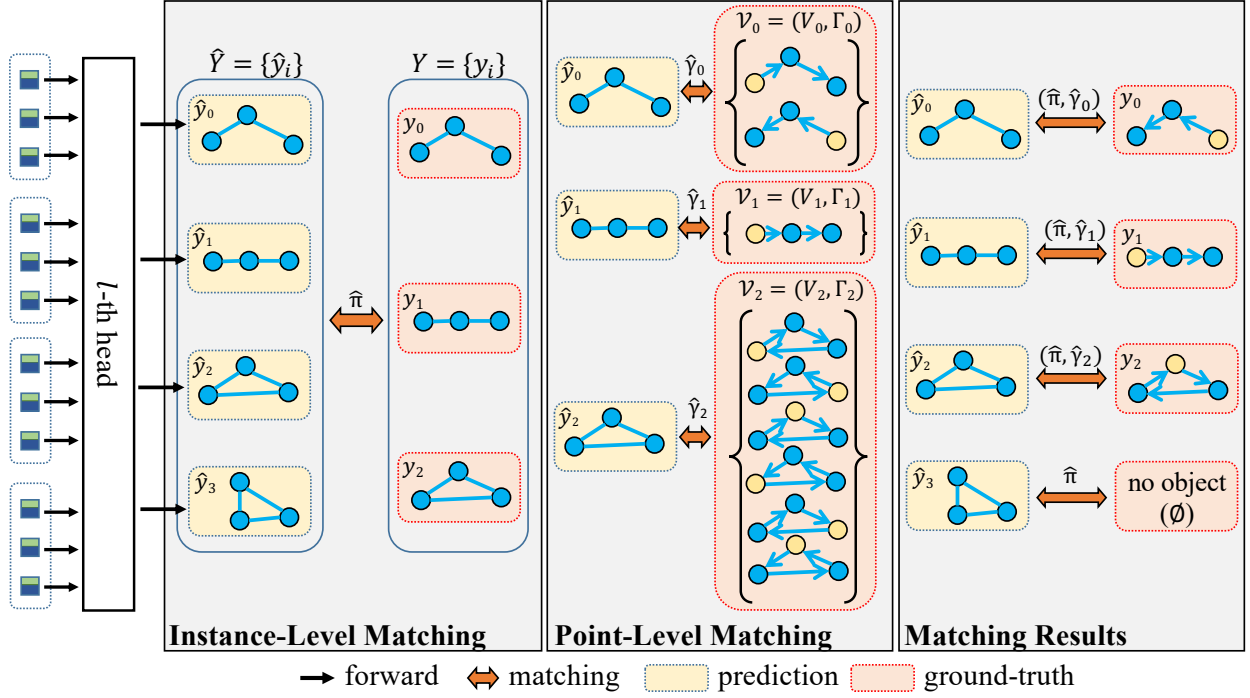 l-th head
Ŷ = {ŷᵢ}
Y = {yᵢ}
ŷ₀
ŷ₁
ŷ₂
ŷ₃
π̂
y₀
y₁
y₂
Instance-Level Matching
𝒱₀ = (V₀, Γ₀)
ŷ₀
γ̂₀
𝒱₁ = (V₁, Γ₁)
ŷ₁
γ̂₁
𝒱₂ = (V₂, Γ₂)
ŷ₂
γ̂₂
Point-Level Matching
ŷ₀ (π̂, γ̂₀) y₀
ŷ₁ (π̂, γ̂₁) y₁
ŷ₂ (π̂, γ̂₂) y₂
ŷ₃ π̂ no object
(∅)
Matching Results
forward matching prediction ground-truth